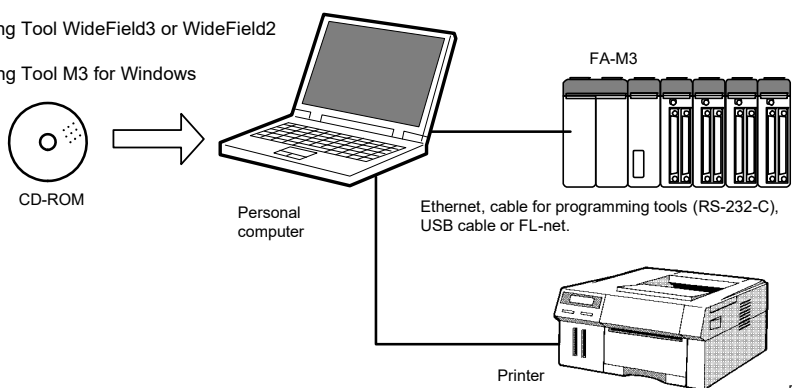 ng Tool WideField3 or WideField2
ng Tool M3 for Windows
FA-M3
CD-ROM
Personal
computer
Ethernet, cable for programming tools (RS-232-C),
USB cable or FL-net.
Printer